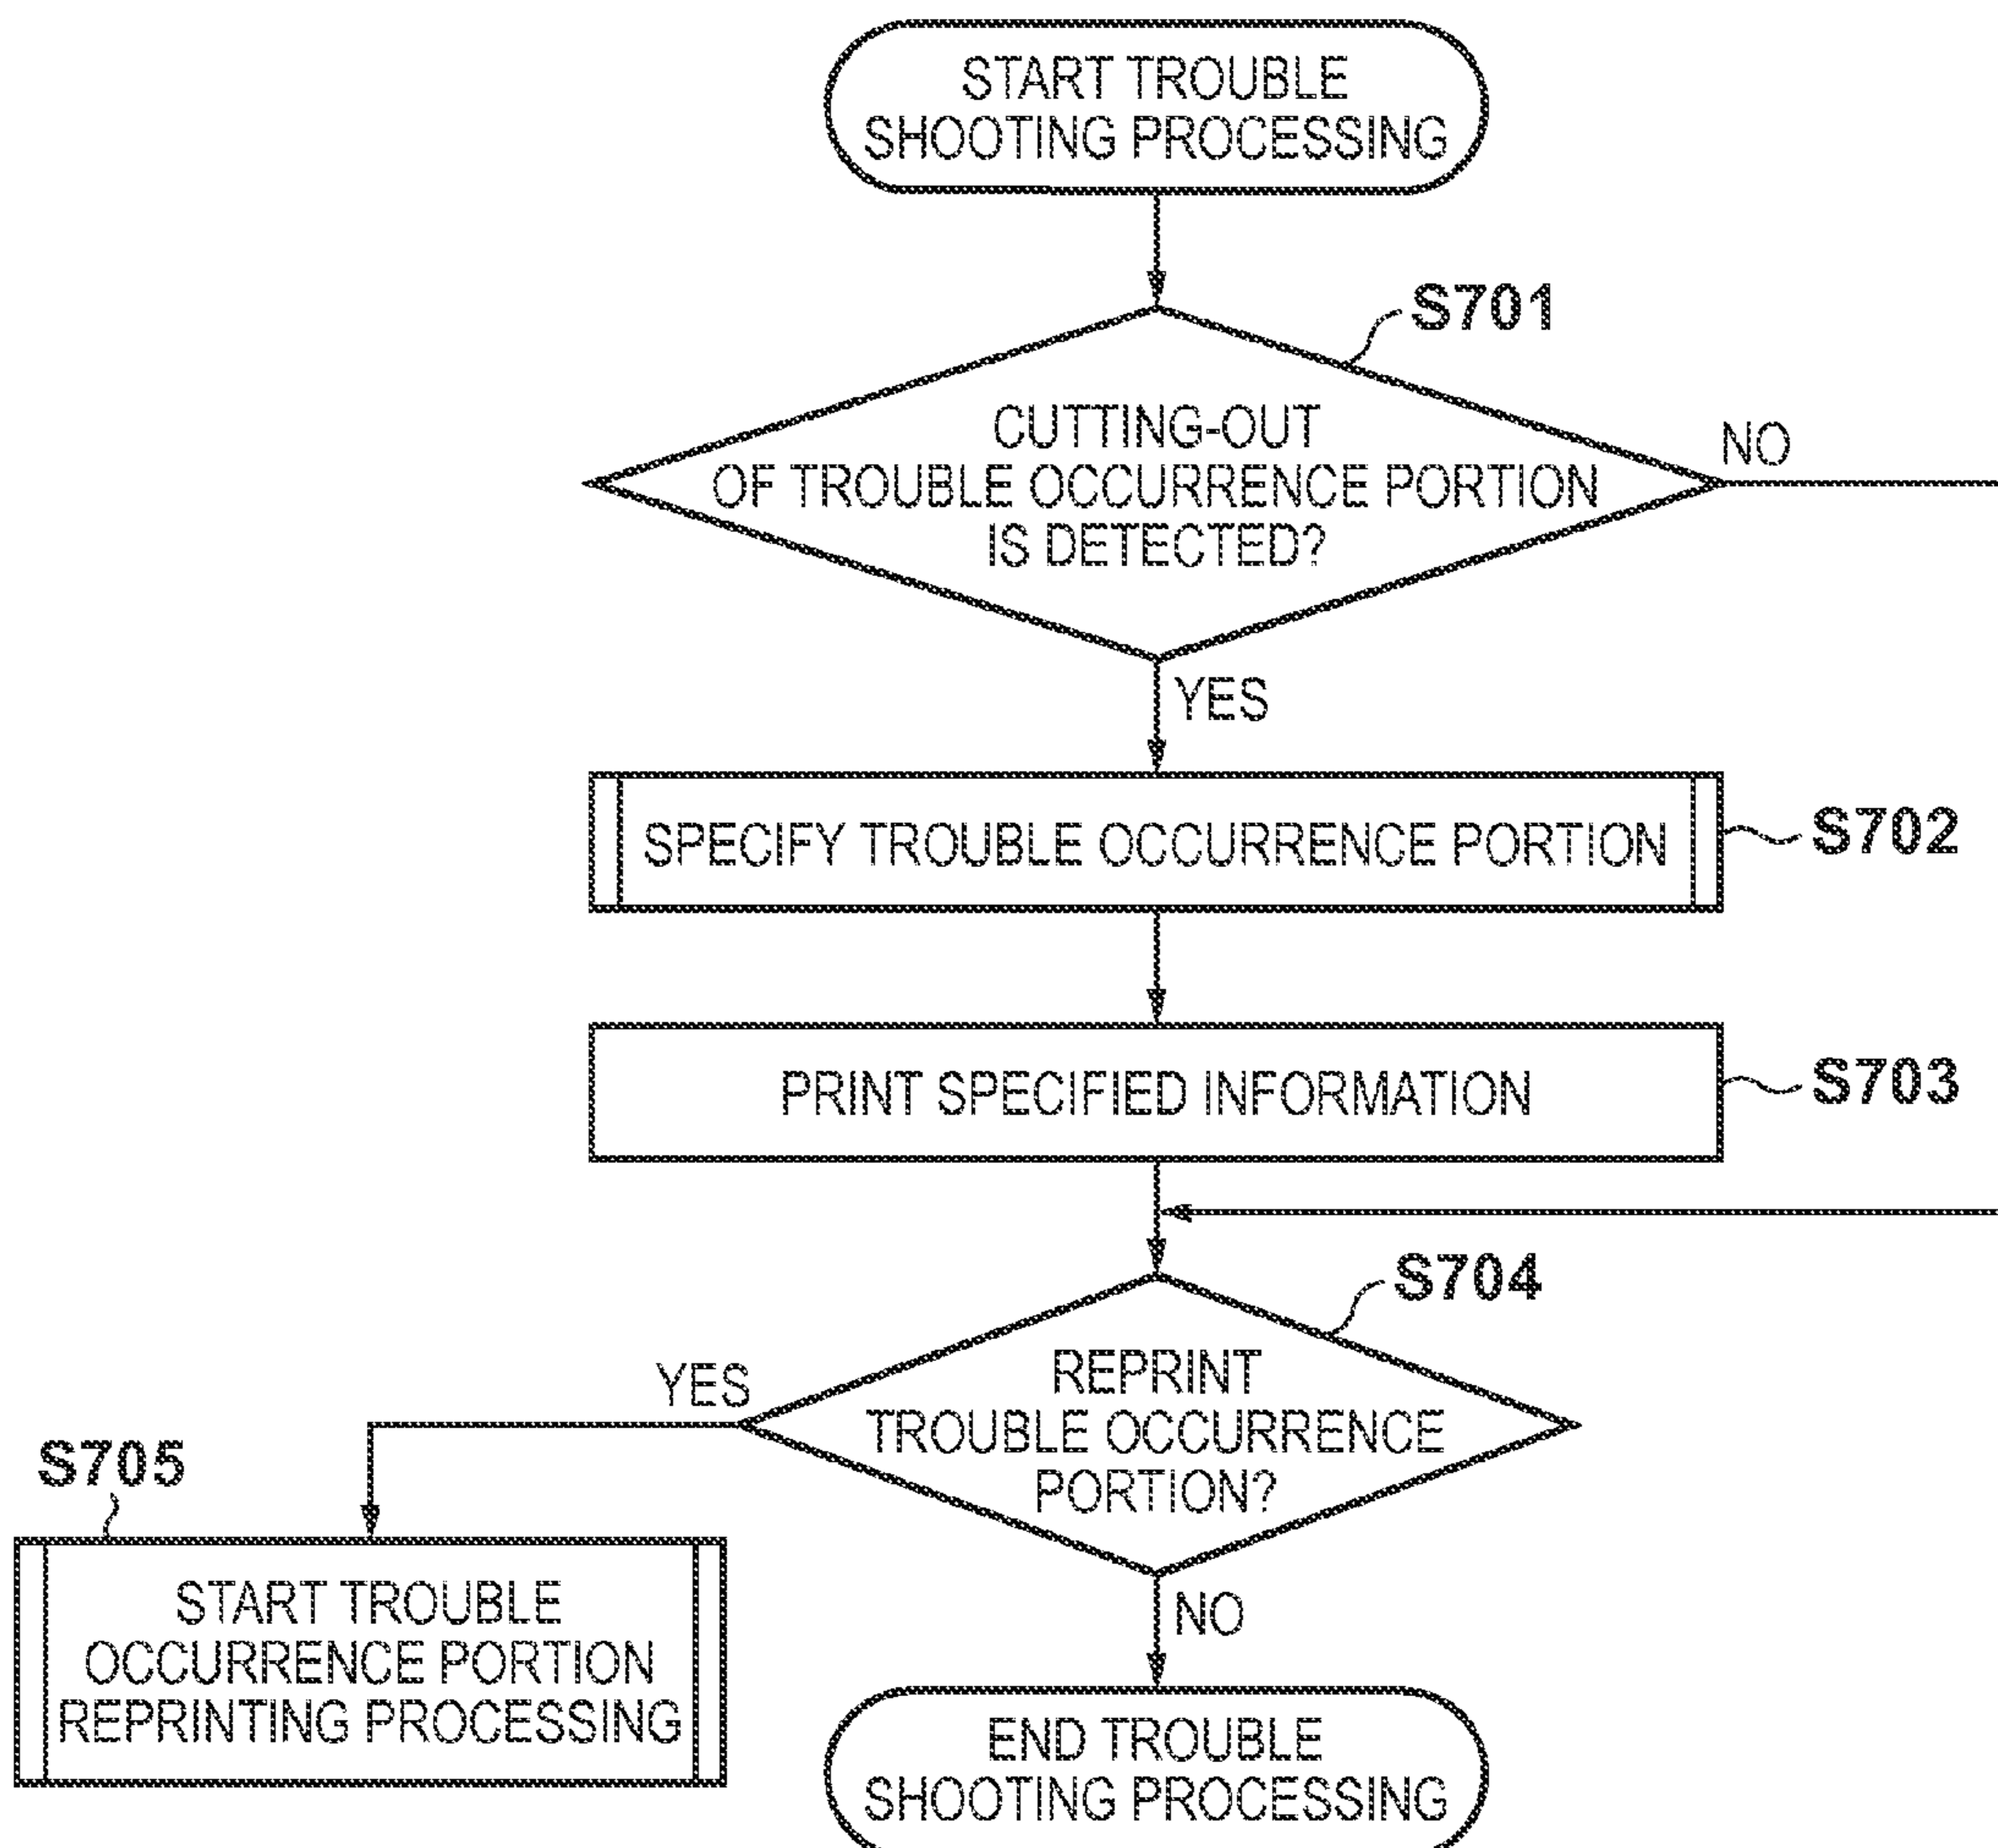 START TROUBLE
SHOOTING PROCESSING
S701
CUTTING-OUT
OF TROUBLE OCCURRENCE PORTION
IS DETECTED?
NO
YES
SPECIFY TROUBLE OCCURRENCE PORTION
S702
PRINT SPECIFIED INFORMATION
S703
S704
REPRINT
TROUBLE OCCURRENCE
PORTION?
YES
S705
START TROUBLE
OCCURRENCE PORTION
REPRINTING PROCESSING
NO
END TROUBLE
SHOOTING PROCESSING